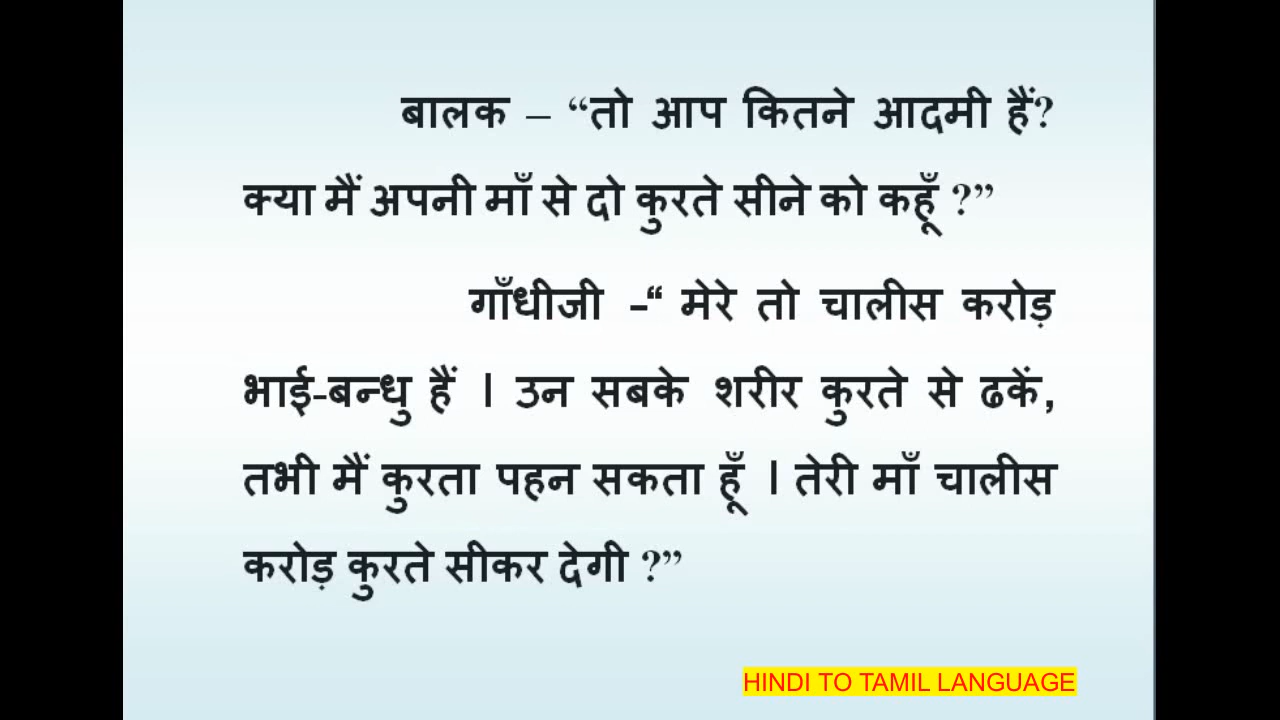 बालक – “तो आप कितने आदमी हैं?
क्या मैं अपनी माँ से दो कुरते सीने को कहूँ ?”
गाँधीजी -“ मेरे तो चालीस करोड़
भाई-बन्धु हैं । उन सबके शरीर कुरते से ढकें,
तभी मैं कुरता पहन सकता हूँ । तेरी माँ चालीस
करोड़ कुरते सीकर देगी ?”
HINDI TO TAMIL LANGUAGE